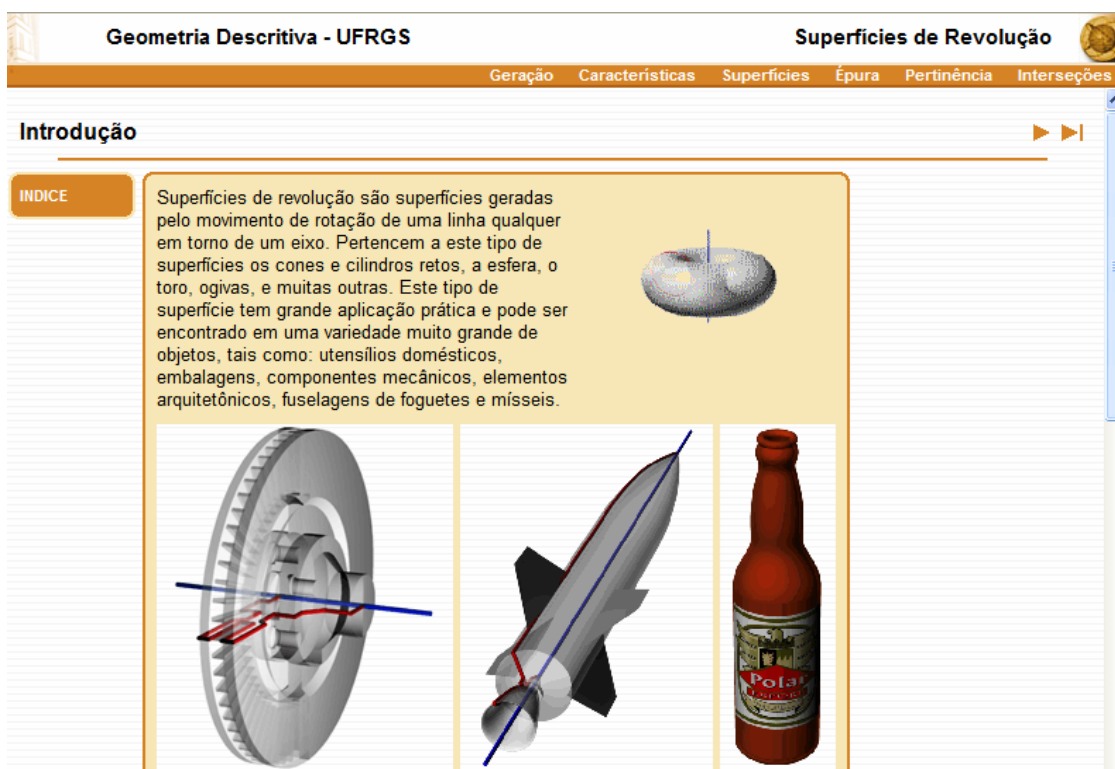 Geometria Descritiva - UFRGS
Superfícies de Revolução
Geração Características Superfícies Épura Pertinência Interseções
Introdução
INDICE
Superfícies de revolução são superfícies geradas
pelo movimento de rotação de uma linha qualquer
em torno de um eixo. Pertencem a este tipo de
superfícies os cones e cilindros retos, a esfera, o
toro, ogivas, e muitas outras. Este tipo de
superfície tem grande aplicação prática e pode ser
encontrado em uma variedade muito grande de
objetos, tais como: utensílios domésticos,
embalagens, componentes mecânicos, elementos
arquitetônicos, fuselagens de foguetes e mísseis.
Polar